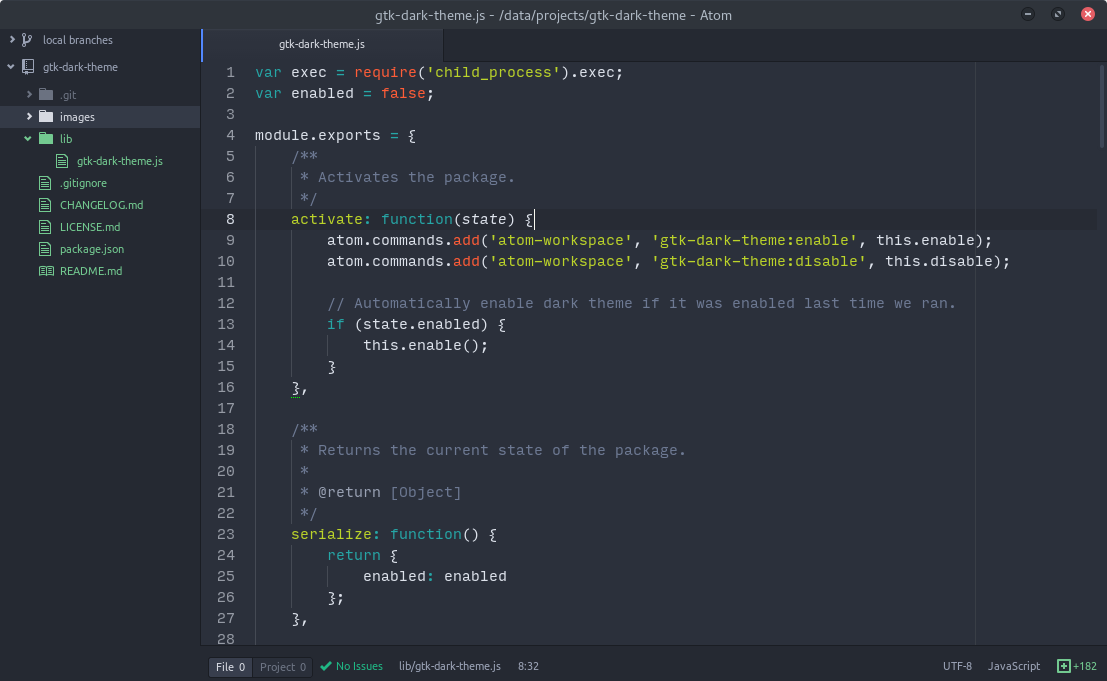 gtk-dark-theme.js - /data/projects/gtk-dark-theme - Atom
local branches
gtk-dark-theme
.git
images
lib
gtk-dark-theme.js
.gitignore
CHANGELOG.md
LICENSE.md
package.json
README.md
gtk-dark-theme.js
1 var exec = require('child_process').exec;
2 var enabled = false;
3
4 module.exports = {
5     /**
6      * Activates the package.
7      */
8     activate: function(state) {
9         atom.commands.add('atom-workspace', 'gtk-dark-theme:enable', this.enable);
10         atom.commands.add('atom-workspace', 'gtk-dark-theme:disable', this.disable);
11
12         // Automatically enable dark theme if it was enabled last time we ran.
13         if (state.enabled) {
14             this.enable();
15         }
16     },
17
18     /**
19      * Returns the current state of the package.
20      *
21      * @return [Object]
22      */
23     serialize: function() {
24         return {
25             enabled: enabled
26         };
27     },
28
File 0 Project 0 No Issues lib/gtk-dark-theme.js 8:32 UTF-8 JavaScript +182